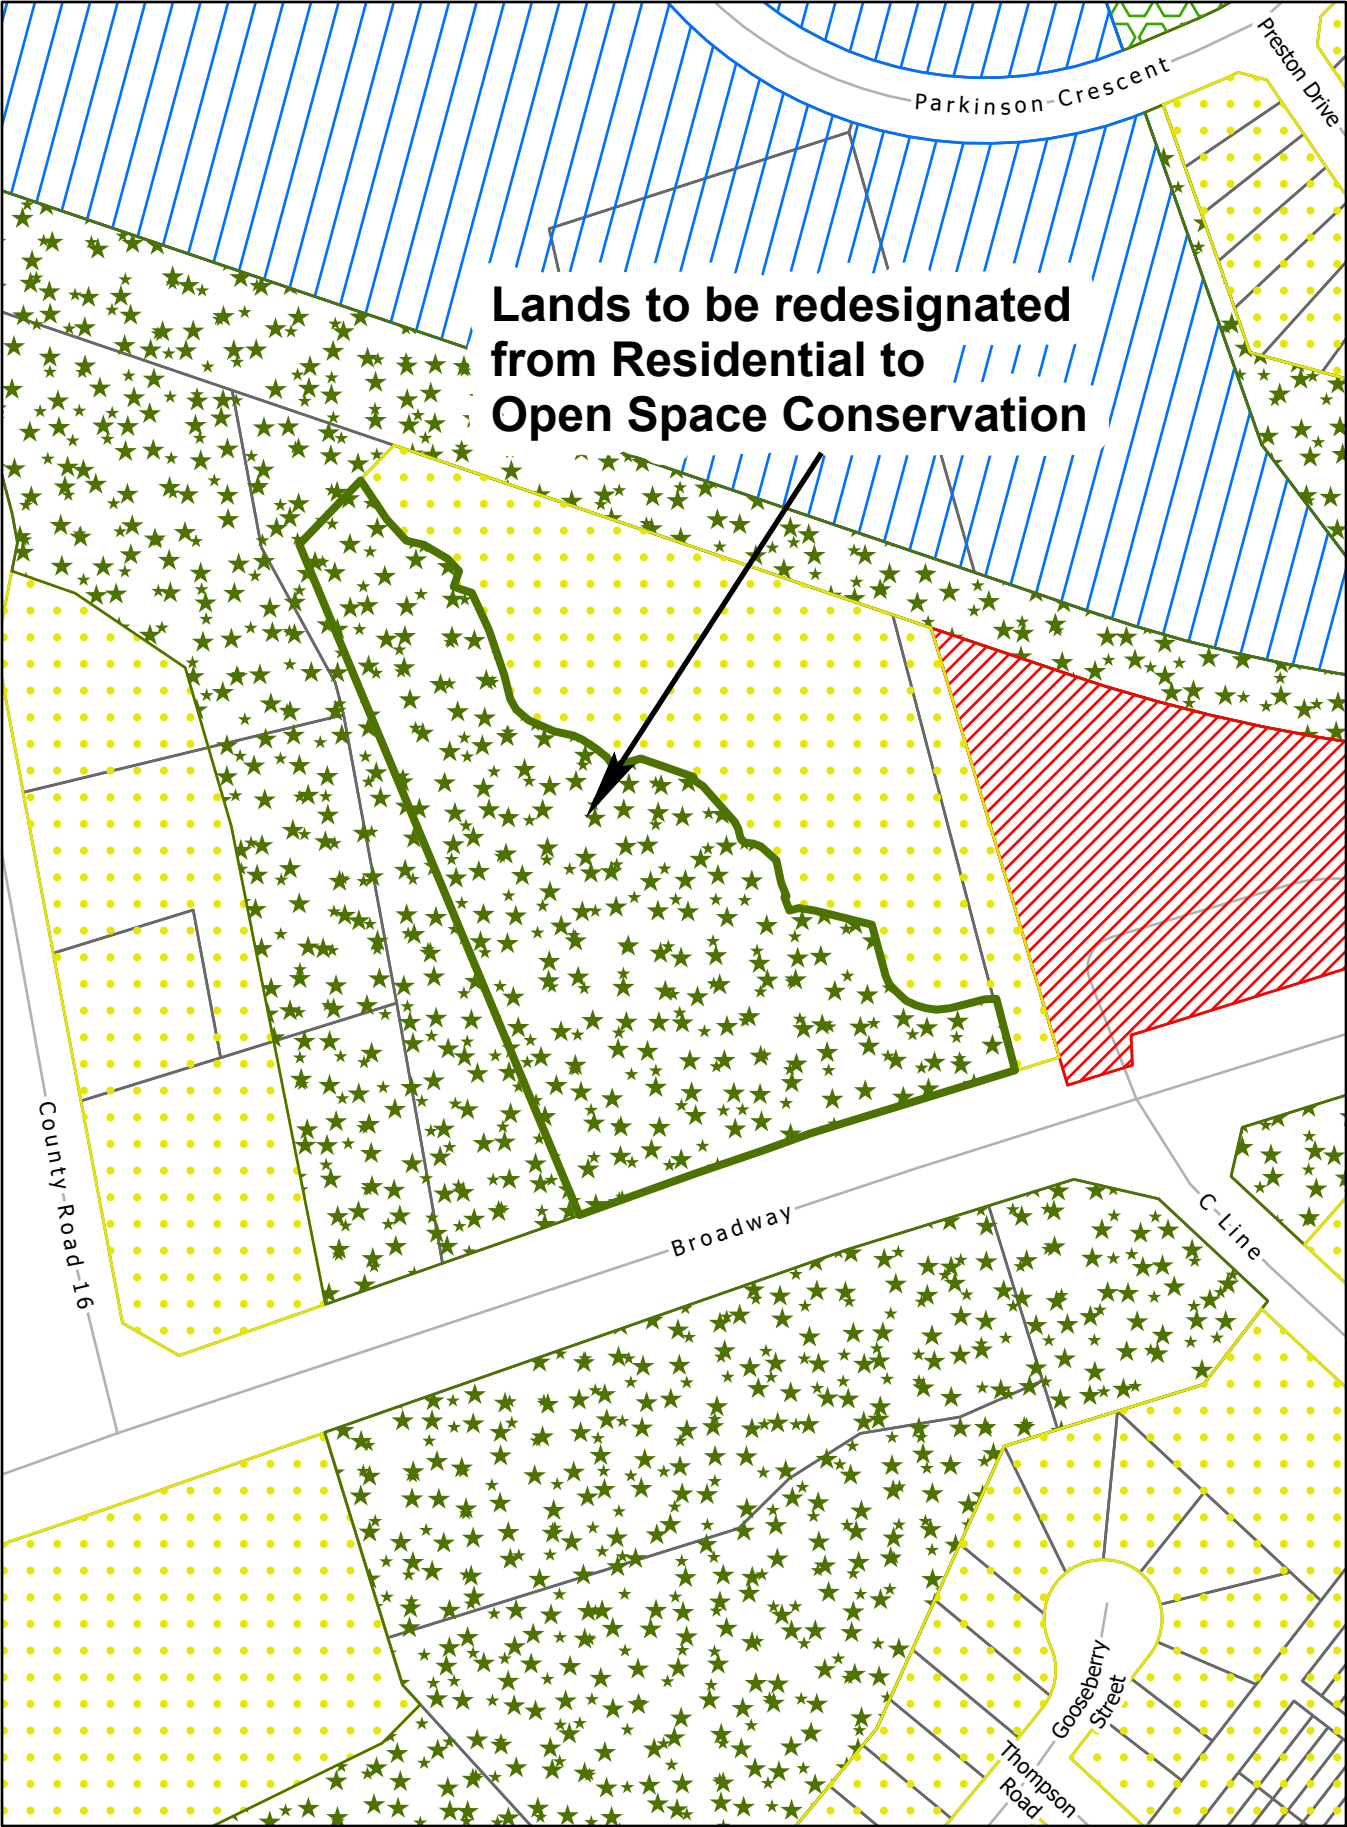 Preston Drive
Parkinson Crescent
Lands to be redesignated
from Residential to
Open Space Conservation
County Road 16
Broadway
C Line
Gooseberry
Street
Thompson
Road